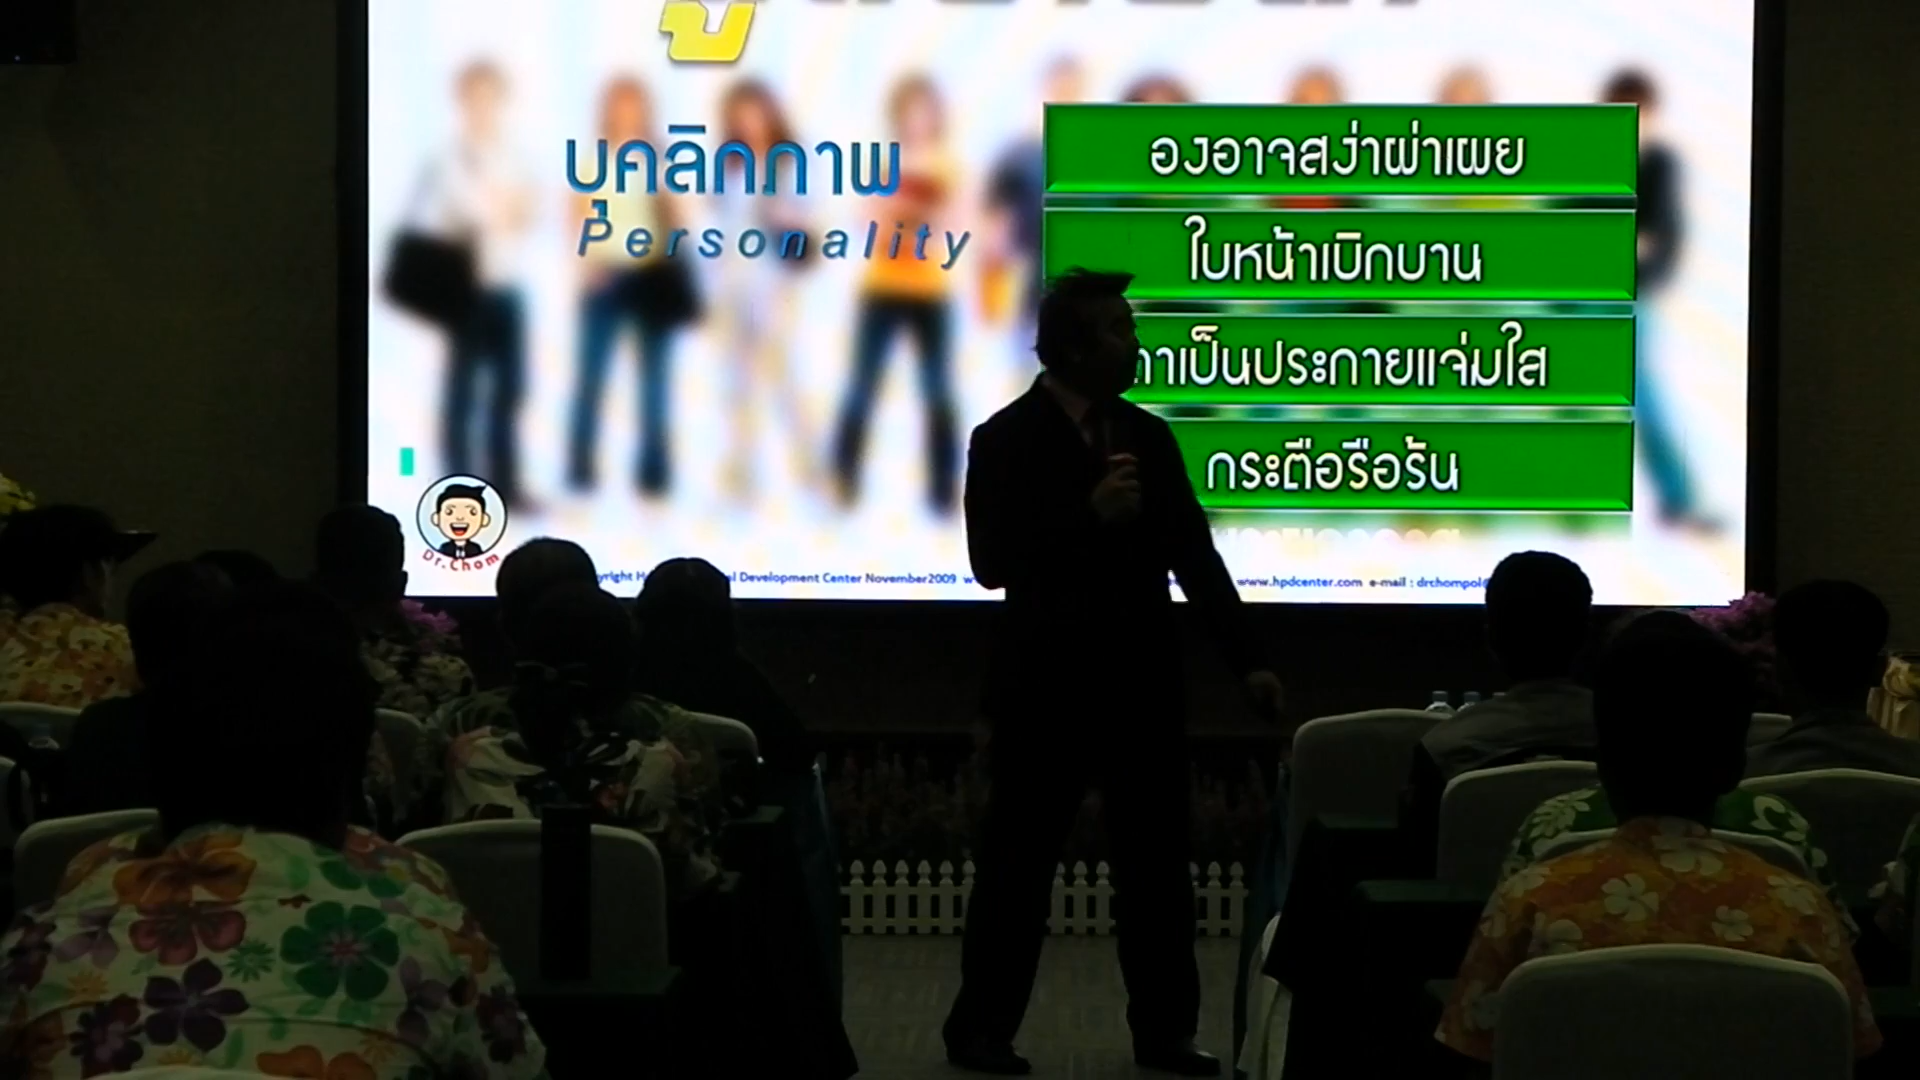 บุคลิกภาพ
Personality
องอาจสง่าผ่าเผย
ใบหน้าเบิกบาน
ตาเป็นประกายแจ่มใส
กระตือรือร้น
Dr.Chom
Development Center November2009 www.hpdcenter.com e-mail :